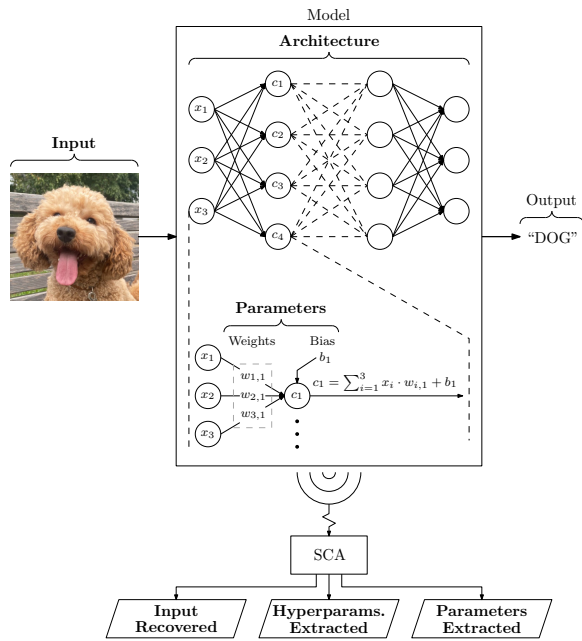 Model
Architecture
c1
x1
c2
Input
x2
c3
x3
c4
Output
“DOG”
Parameters
Weights
Bias
x1
b1
w1,1
c1 = ∑³ᵢ₌₁ xi · wi,1 + b1
x2
w2,1
c1
w3,1
x3
SCA
Input
Recovered
Hyperparams.
Extracted
Parameters
Extracted